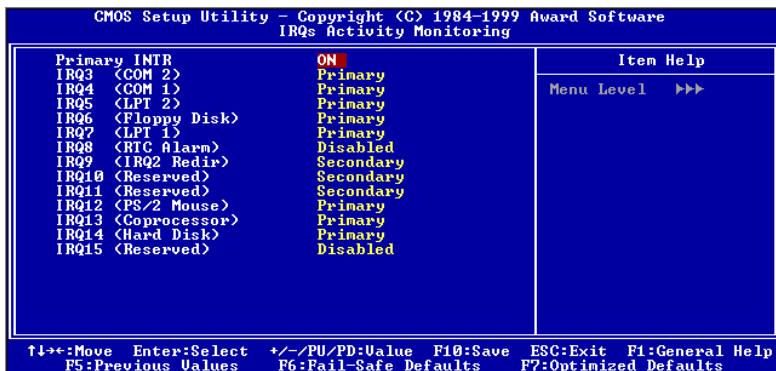 CMOS Setup Utility - Copyright (C) 1984-1999 Award Software
IRQs Activity Monitoring
Primary INTR ON
IRQ3 (COM 2) Primary
IRQ4 (COM 1) Primary
IRQ5 (LPT 2) Primary
IRQ6 (Floppy Disk) Primary
IRQ7 (LPT 1) Primary
IRQ8 (RTC Alarm) Disabled
IRQ9 (IRQ2 Redir) Secondary
IRQ10 (Reserved) Secondary
IRQ11 (Reserved) Secondary
IRQ12 (PS/2 Mouse) Primary
IRQ13 (Coprocessor) Primary
IRQ14 (Hard Disk) Primary
IRQ15 (Reserved) Disabled
Item Help
Menu Level ►►►
↑↓→←:Move Enter:Select +/-/PU/PD:Value F10:Save ESC:Exit F1:General Help
F5:Previous Values F6:Fail-Safe Defaults F7:Optimized Defaults